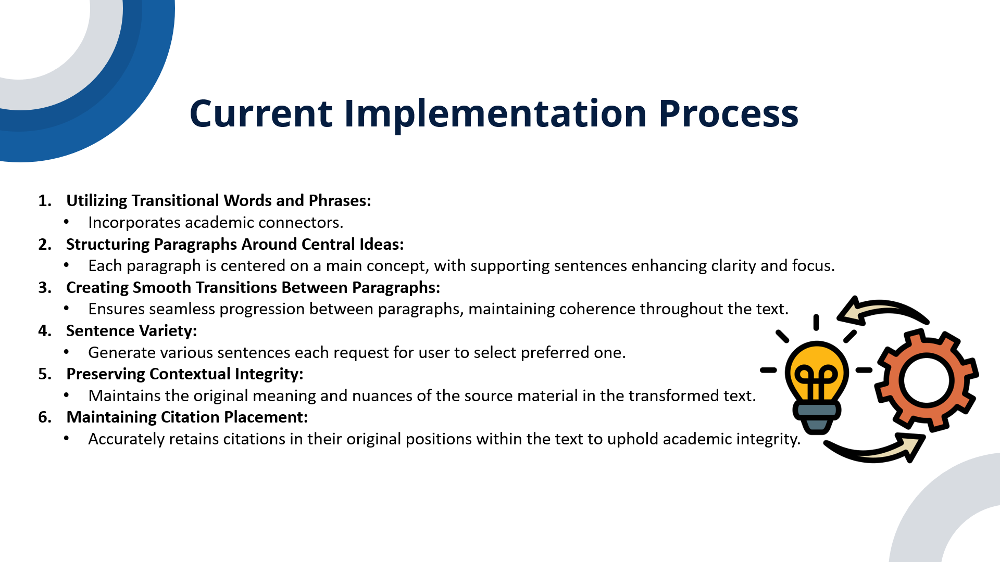 Current Implementation Process
1. Utilizing Transitional Words and Phrases:
• Incorporates academic connectors.
2. Structuring Paragraphs Around Central Ideas:
• Each paragraph is centered on a main concept, with supporting sentences enhancing clarity and focus.
3. Creating Smooth Transitions Between Paragraphs:
• Ensures seamless progression between paragraphs, maintaining coherence throughout the text.
4. Sentence Variety:
• Generate various sentences each request for user to select preferred one.
5. Preserving Contextual Integrity:
• Maintains the original meaning and nuances of the source material in the transformed text.
6. Maintaining Citation Placement:
• Accurately retains citations in their original positions within the text to uphold academic integrity.